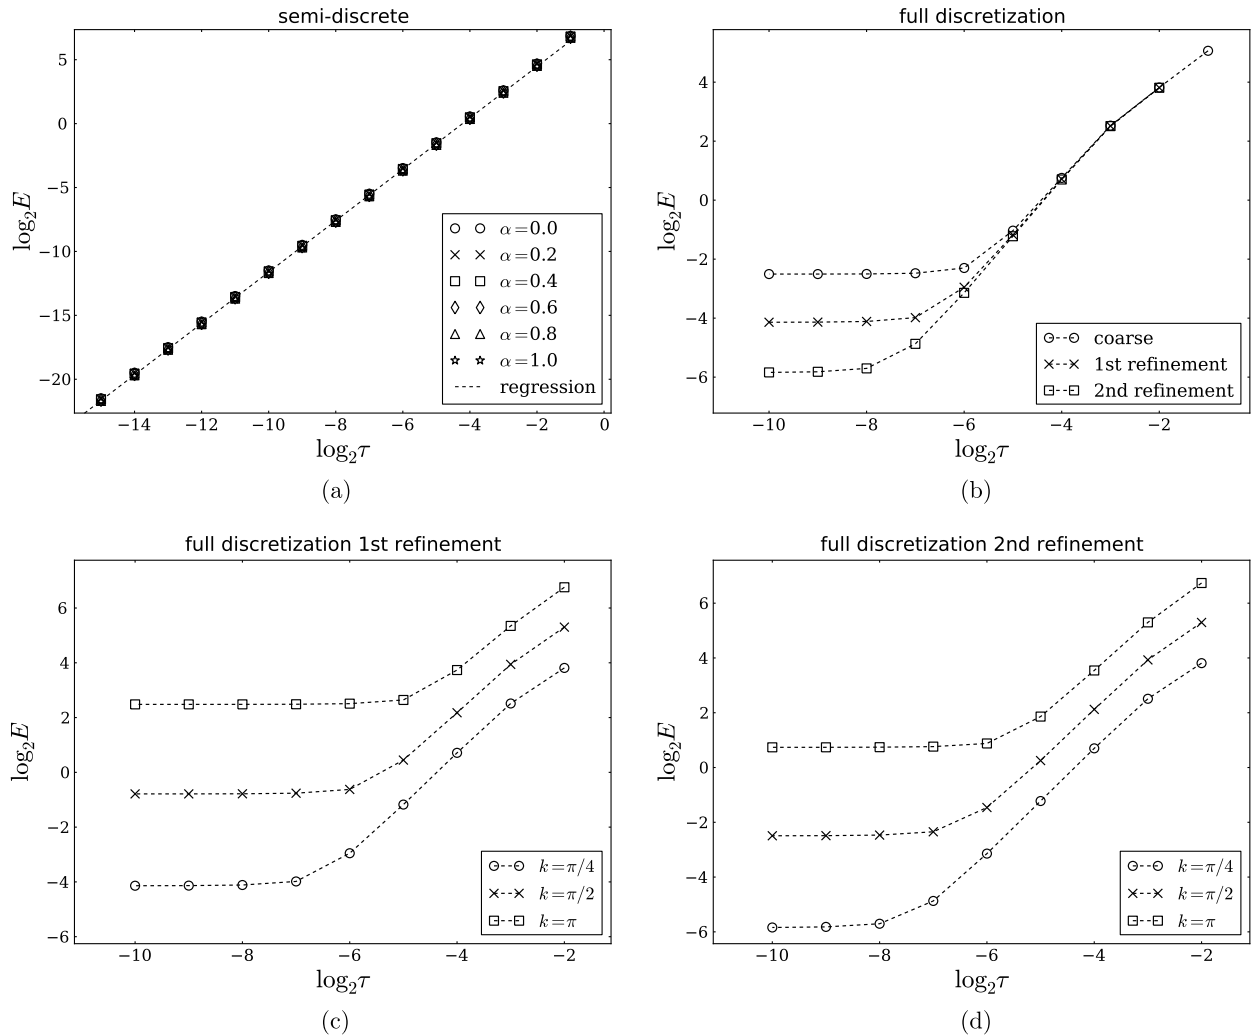 semi-discrete
5
0
−5
−10
−15
−20
−14
−12
−10
−8
−6
−4
−2
0
log₂E
log₂τ
α=0.0
α=0.2
α=0.4
α=0.6
α=0.8
α=1.0
regression
(a)
full discretization
4
2
0
−2
−4
−6
−10
−8
−6
−4
−2
log₂E
log₂τ
coarse
1st refinement
2nd refinement
(b)
full discretization 1st refinement
6
4
2
0
−2
−4
−6
−10
−8
−6
−4
−2
log₂E
log₂τ
k=π/4
k=π/2
k=π
(c)
full discretization 2nd refinement
6
4
2
0
−2
−4
−6
−10
−8
−6
−4
−2
log₂E
log₂τ
k=π/4
k=π/2
k=π
(d)